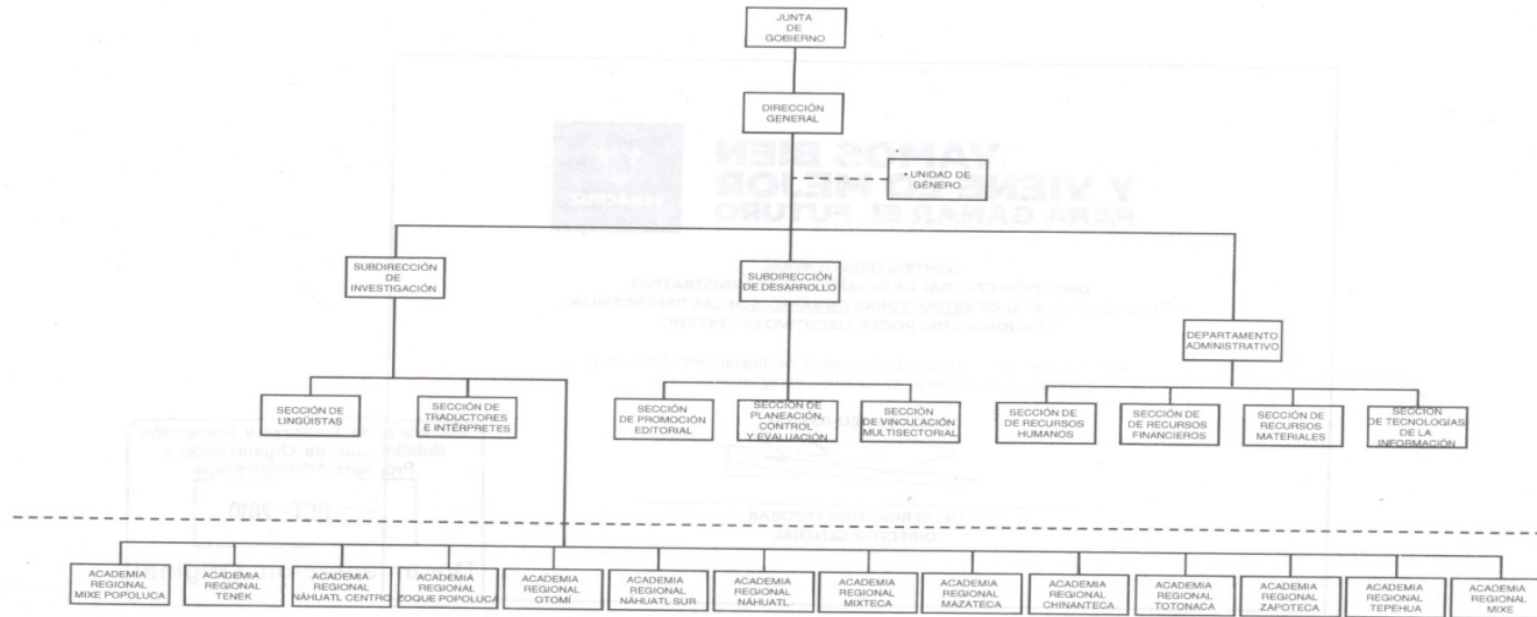 JUNTA
DE
GOBIERNO
DIRECCIÓN
GENERAL
• UNIDAD DE
GÉNERO
VAMOS BIEN
Y VIENE LO MEJOR
PARA GANAR EL FUTURO
VERACRUZ
SUBDIRECCIÓN
DE
INVESTIGACIÓN
SUBDIRECCIÓN
DE DESARROLLO
DEPARTAMENTO
ADMINISTRATIVO
SECCIÓN DE
LINGÜISTAS
SECCIÓN DE
TRADUCTORES
E INTÉRPRETES
SECCIÓN
DE PROMOCIÓN
EDITORIAL
SECCIÓN DE
PLANEACIÓN,
CONTROL
Y EVALUACIÓN
SECCIÓN
DE VINCULACIÓN
MULTISECTORIAL
SECCIÓN DE
DE RECURSOS
HUMANOS
SECCIÓN DE
DE RECURSOS
FINANCIEROS
SECCIÓN DE
RECURSOS
MATERIALES
SECCIÓN
DE TECNOLOGÍAS
DE LA
INFORMACIÓN
DIRECTOR GENERAL
OCT 2010
ACADEMIA
REGIONAL
MIXE POPOLUCA
ACADEMIA
REGIONAL
TENEK
ACADEMIA
REGIONAL
NÁHUATL CENTRO
ACADEMIA
REGIONAL
ZOQUE POPOLUCA
ACADEMIA
REGIONAL
OTOMÍ
ACADEMIA
REGIONAL
NÁHUATL SUR
ACADEMIA
REGIONAL
NÁHUATL
ACADEMIA
REGIONAL
MIXTECA
ACADEMIA
REGIONAL
MAZATECA
ACADEMIA
REGIONAL
CHINANTECA
ACADEMIA
REGIONAL
TOTONACA
ACADEMIA
REGIONAL
ZAPOTECA
ACADEMIA
REGIONAL
TEPEHUA
ACADEMIA
REGIONAL
MIXE